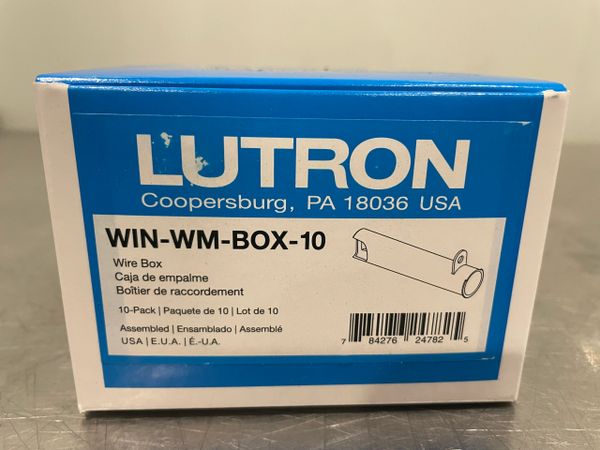 LUTRON
Coopersburg, PA 18036 USA
WIN-WM-BOX-10
Wire Box
Caja de empalme
Boîtier de raccordement
10-Pack | Paquete de 10 | Lot de 10
Assembled | Ensamblado | Assemblé
USA | E.U.A. | É.-U.A.
7 84276 24782 5